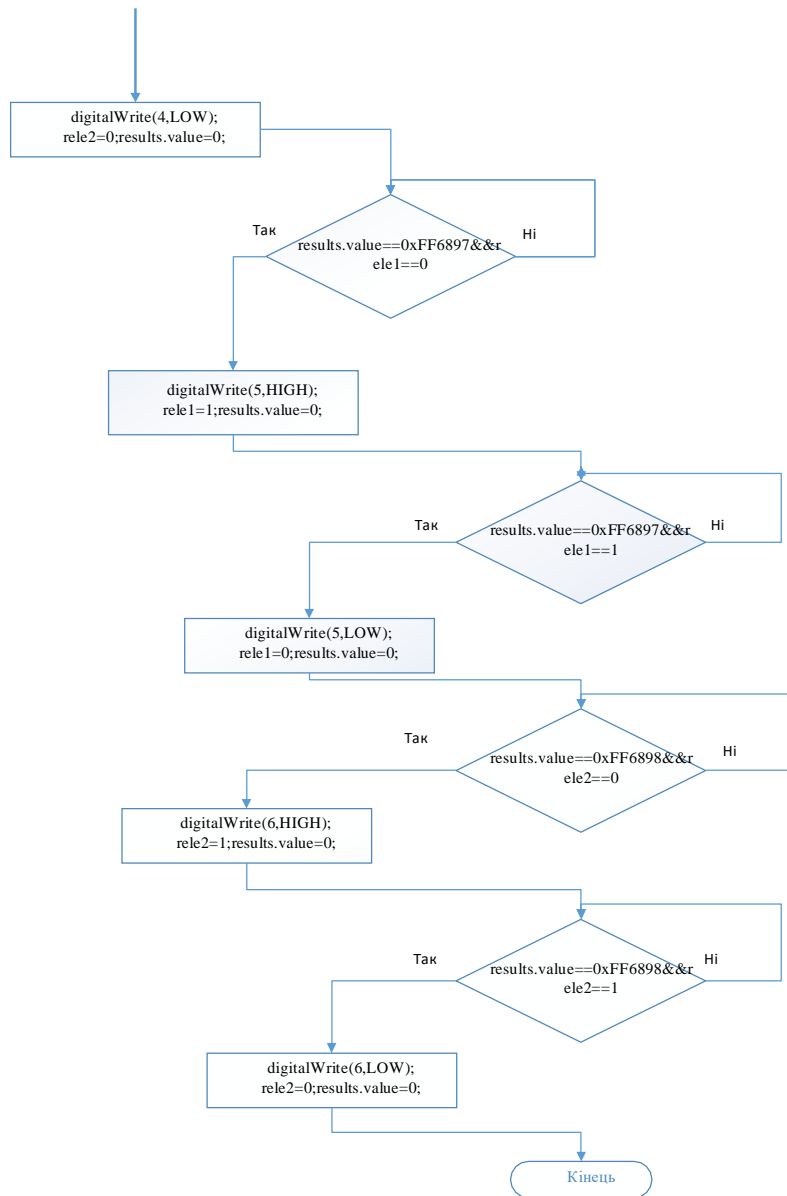 digitalWrite(4,LOW);
rele2=0;results.value=0;
Так
results.value==0xFF6897&&r
ele1==0
Ні
digitalWrite(5,HIGH);
rele1=1;results.value=0;
Так
results.value==0xFF6897&&r
ele1==1
Ні
digitalWrite(5,LOW);
rele1=0;results.value=0;
Так
results.value==0xFF6898&&r
ele2==0
Ні
digitalWrite(6,HIGH);
rele2=1;results.value=0;
Так
results.value==0xFF6898&&r
ele2==1
Ні
digitalWrite(6,LOW);
rele2=0;results.value=0;
Кінець